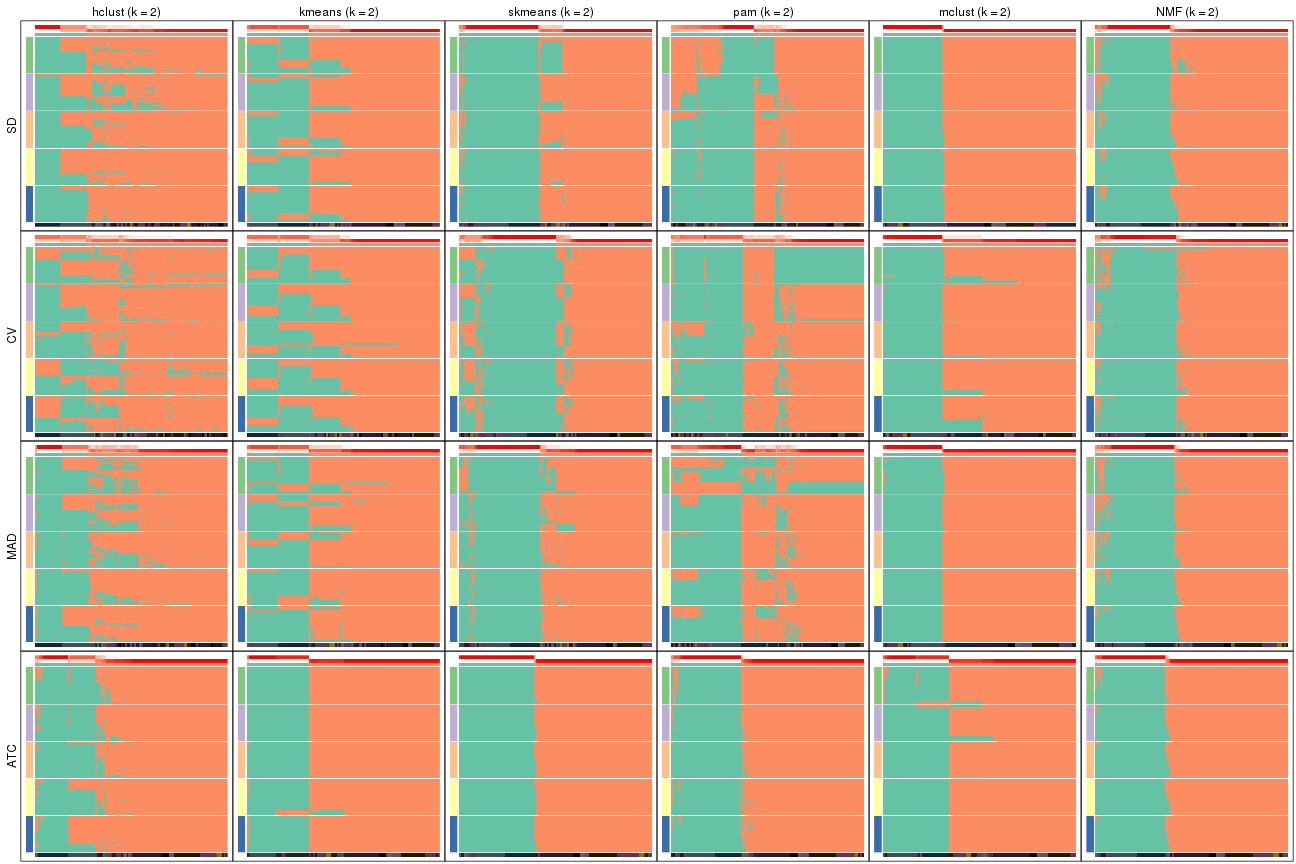 hclust (k = 2)
kmeans (k = 2)
skmeans (k = 2)
pam (k = 2)
mclust (k = 2)
NMF (k = 2)
SD
CV
MAD
ATC